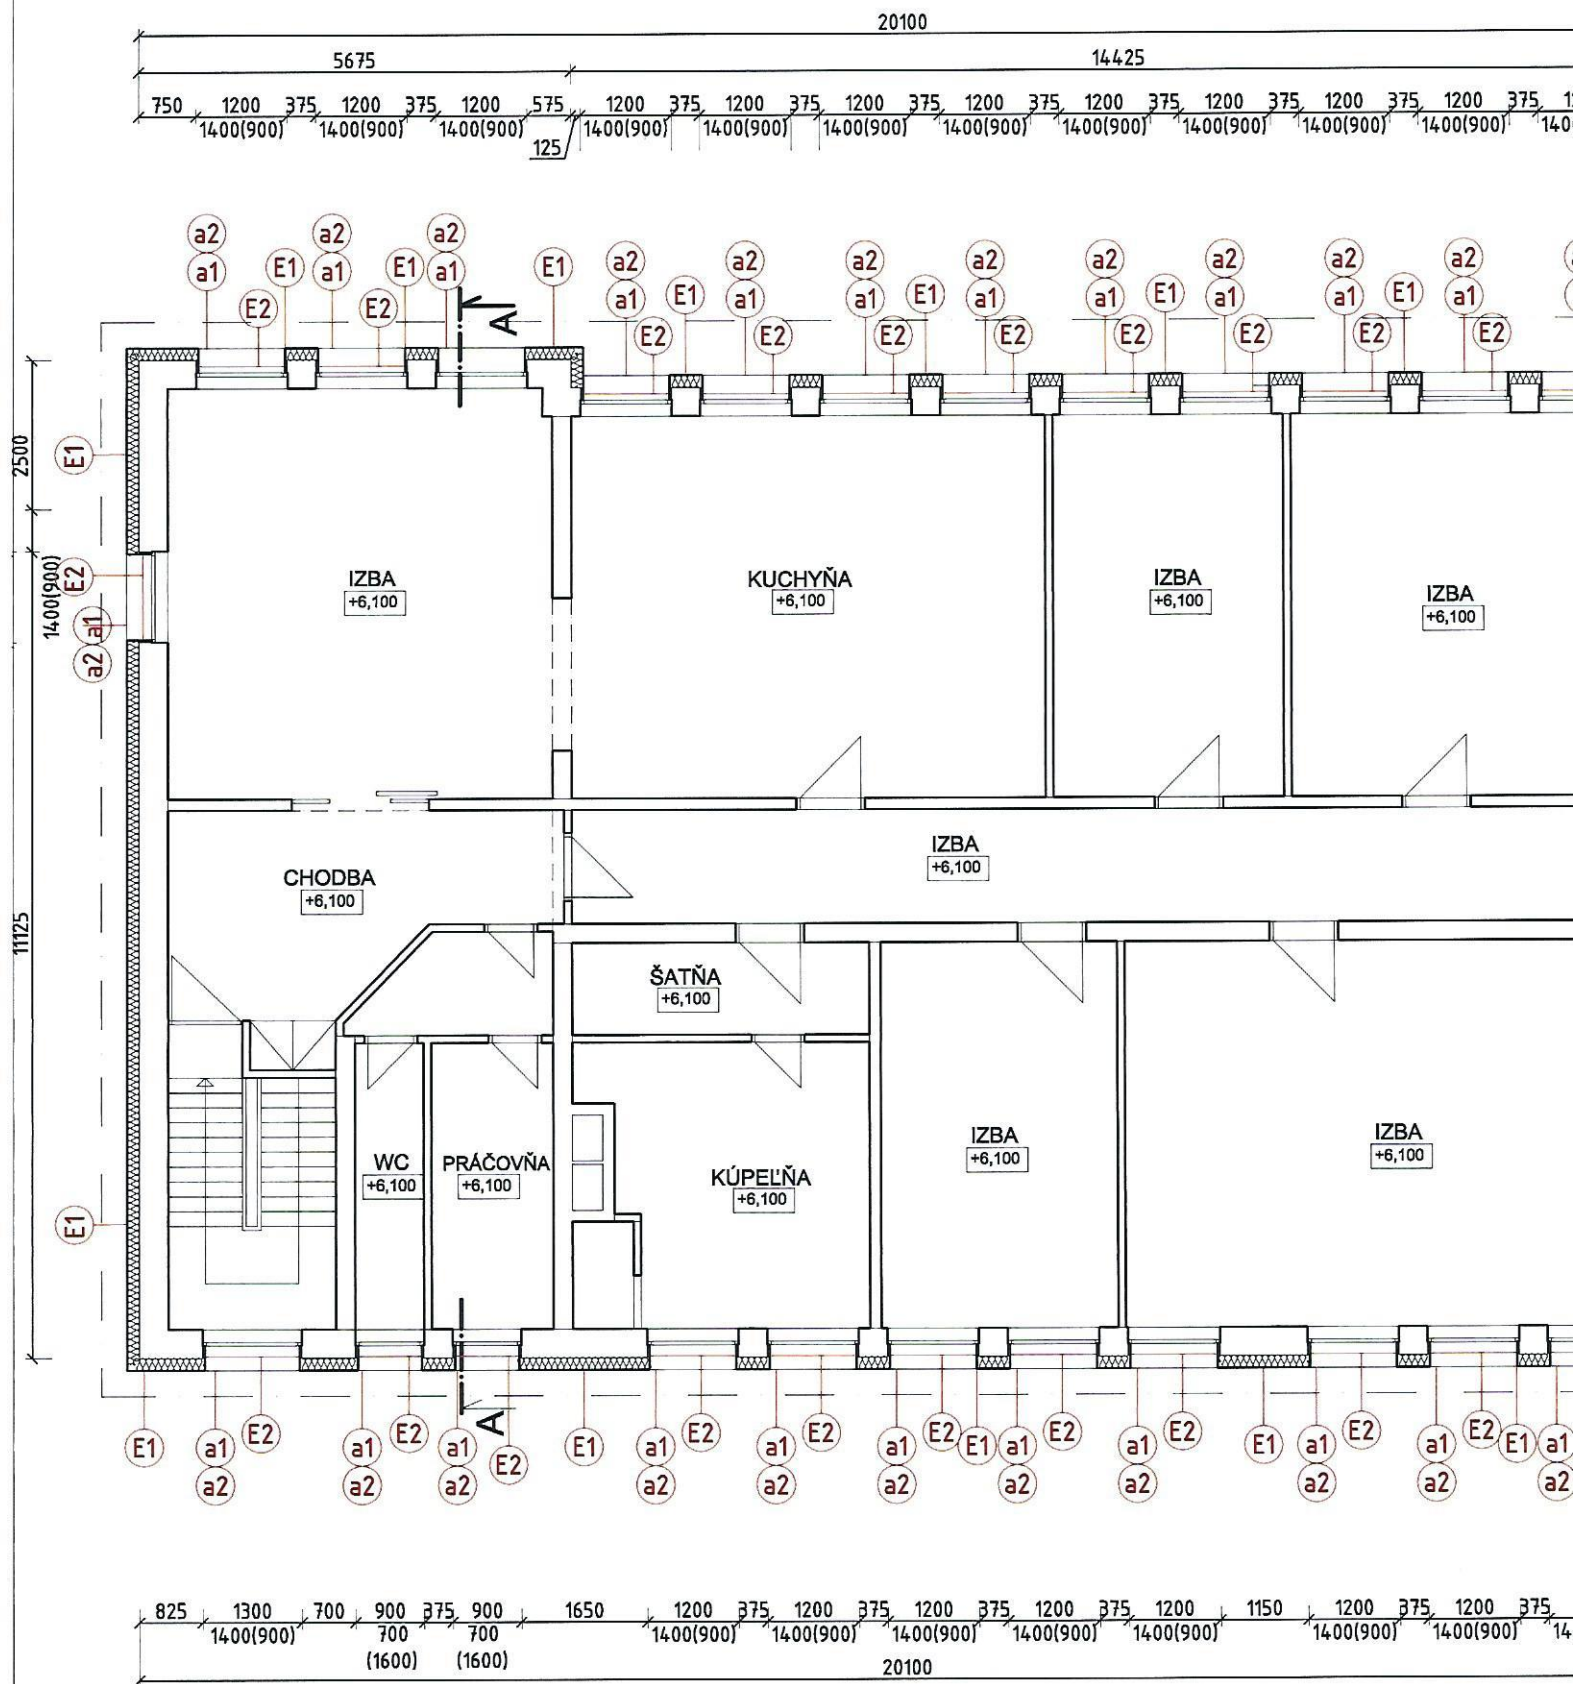 20100
5675 14425
750 1200 375 1200 375 1200 575 1200 375 1200 375 1200 375 1200 375 1200 375 1200 375 1200 375 1200 375
1400(900) 1400(900) 1400(900) 1400(900) 1400(900) 1400(900) 1400(900) 1400(900) 1400(900) 1400(900) 1400(900)
125
a2 a2 a2
a1 E1 a1 E1 a1 E1
E2 E2 A
a2 a2 a2 a2 a2 a2 a2 a2
a1 E1 a1 a1 E1 a1 a1 E1 a1 a1 E1 a1
E2 E2 E2 E2 E2 E2 E2 E2
2500
E1
1400(900)
E2
a1
a2
IZBA
+6,100
KUCHYŇA
+6,100
IZBA
+6,100
IZBA
+6,100
IZBA
+6,100
CHODBA
+6,100
11125
ŠATŇA
+6,100
WC
+6,100
PRÁČOVŇA
+6,100
KÚPEĽŇA
+6,100
IZBA
+6,100
IZBA
+6,100
E1
A
E1 a1 E2 a1 E2 a1 E2 E1 a1 E2 a1 E2 a1 E2 E1 a1 E2 a1 E2 E1 a1 E2 a1 E2 E1 a1
a2 a2 a2 a2 a2 a2 a2 a2 a2 a2 a2
825 1300 700 900 375 900 1650 1200 375 1200 375 1200 375 1200 375 1200 1150 1200 375 1200 375
1400(900) 700 700 1400(900) 1400(900) 1400(900) 1400(900) 1400(900) 1400(900) 1400(900)
(1600) (1600)
20100